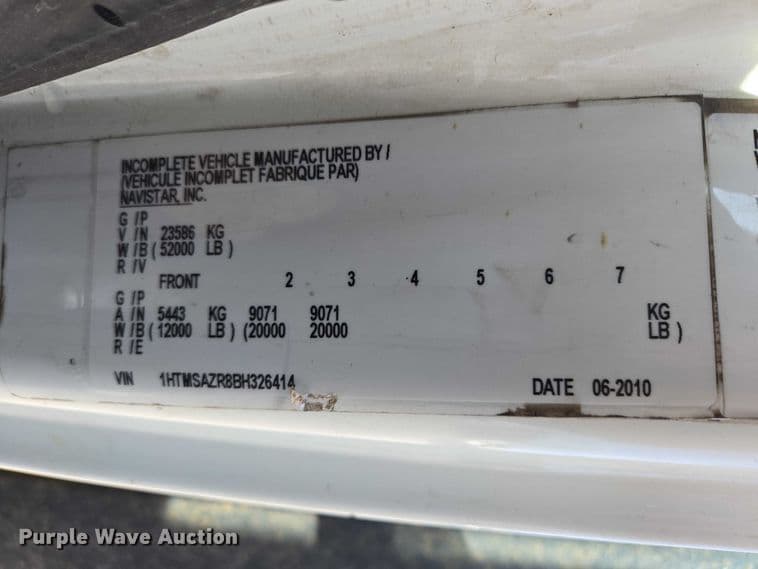 INCOMPLETE VEHICLE MANUFACTURED BY /
(VEHICULE INCOMPLET FABRIQUE PAR)
NAVISTAR, INC.
G /P
V /N 23586 KG
W /B ( 52000 LB )
R /V
FRONT 2 3 4 5 6 7
G /P
A /N 5443 KG 9071 9071 KG
W /B ( 12000 LB ) (20000 20000 LB )
R /E
VIN 1HTMSAZR8BH326414 DATE 06-2010
Purple Wave Auction®